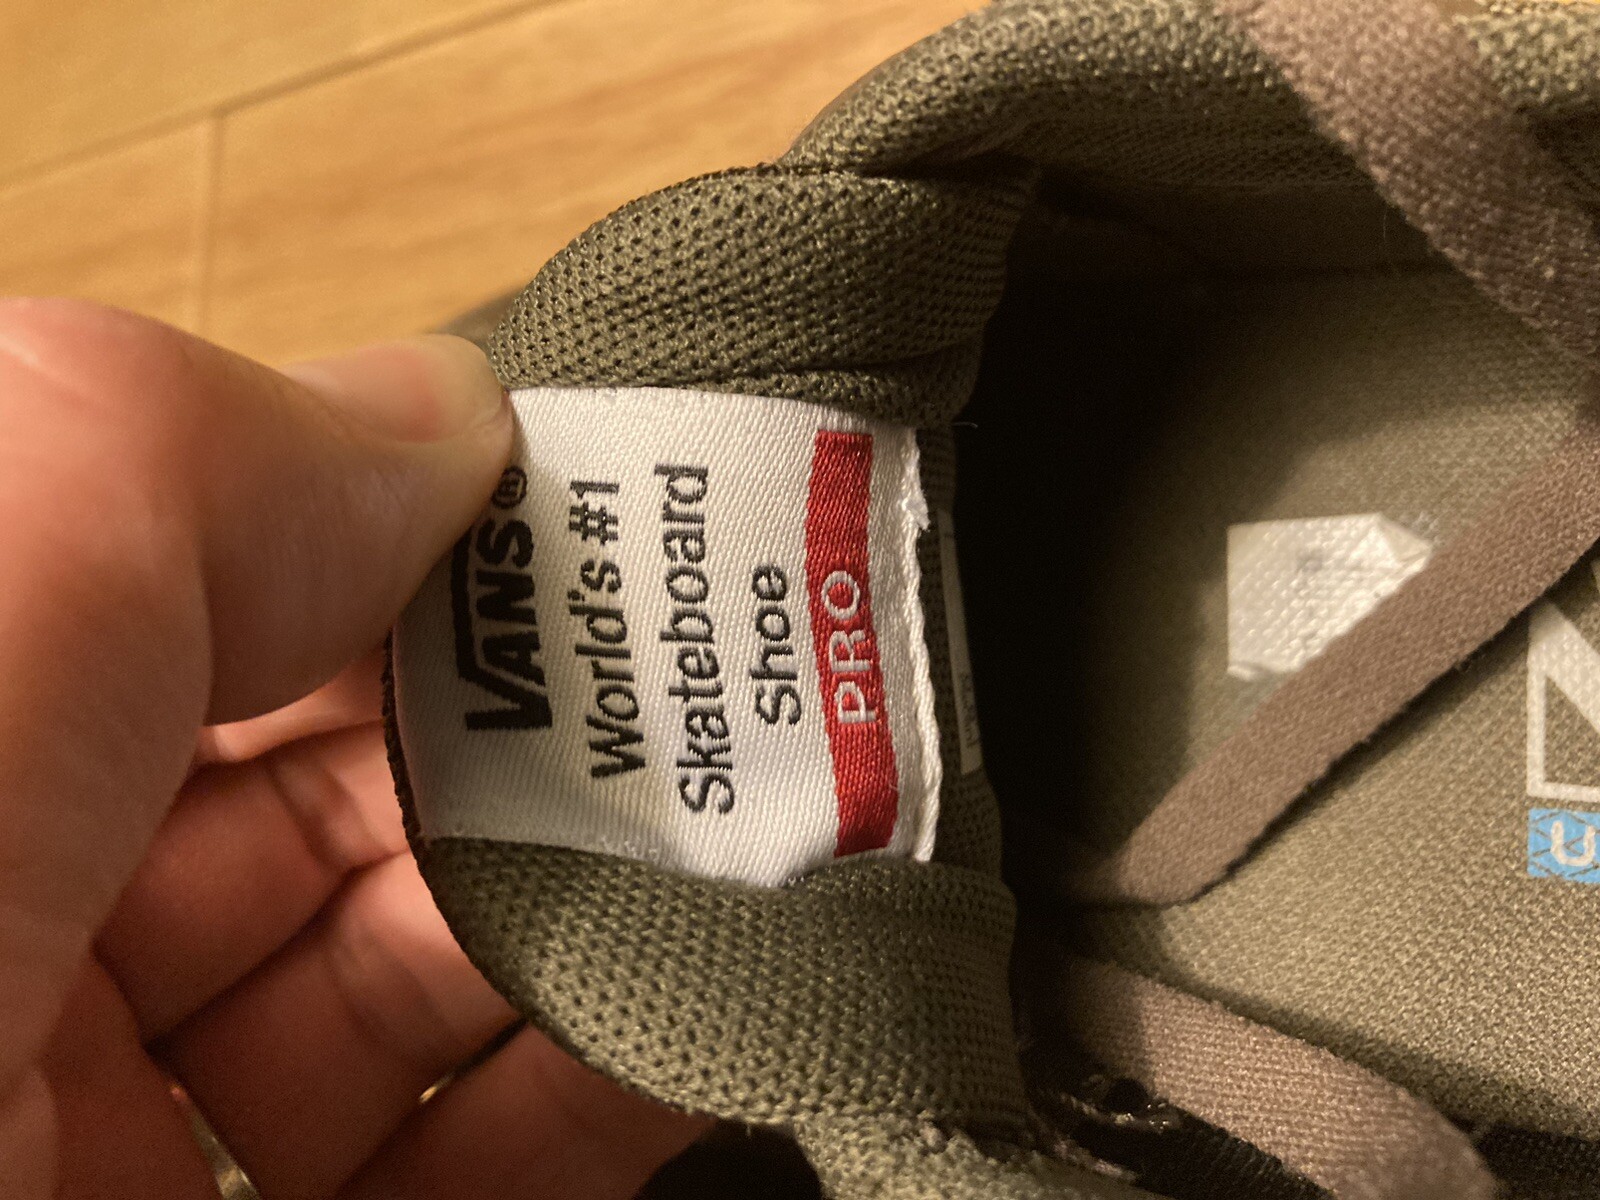 VANS®
World's #1
Skateboard
Shoe
PRO
U